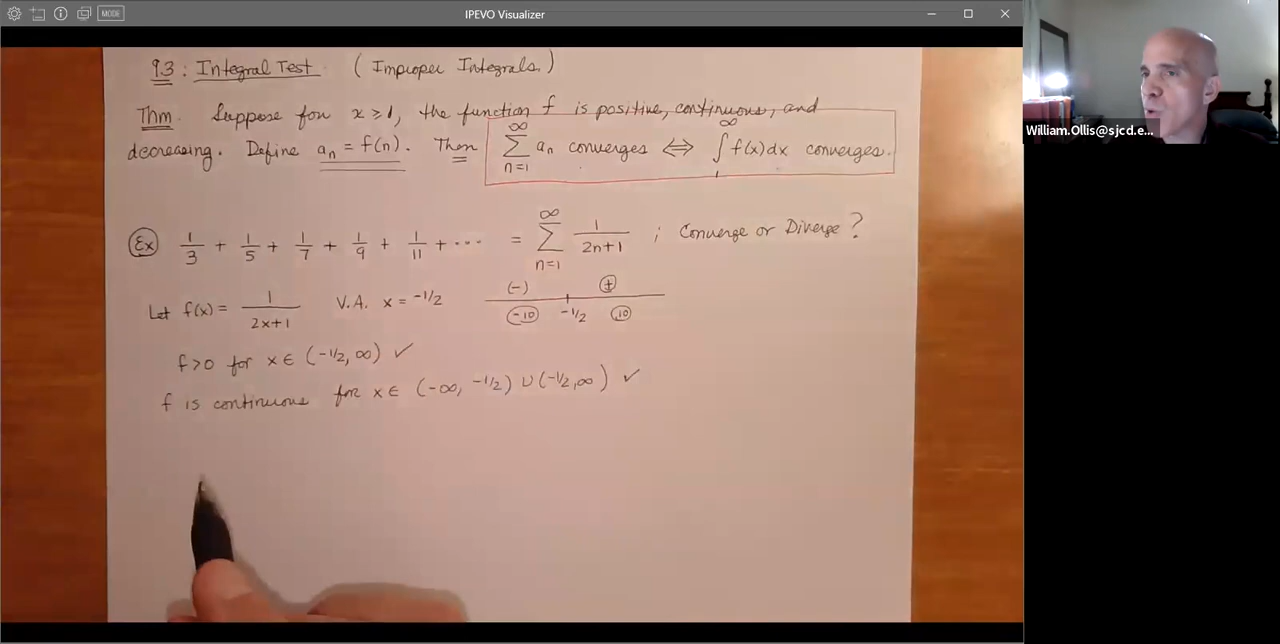 MODE
IPEVO Visualizer
9.3 : Integral Test (Improper Integrals)
William.Ollis@sjcd.e...
Thm. Suppose for x ≥ 1, the function f is positive, continuous, and
decreasing. Define aₙ = f(n). Then ∑_{n=1}^{∞} aₙ converges ⇔ ∫_1^∞ f(x)dx converges.
Ex 1/3 + 1/5 + 1/7 + 1/9 + 1/11 + ... = ∑_{n=1}^{∞} 1/(2n+1) ; Converge or Diverge?
Let f(x) = 1/(2x+1) V.A. x = -1/2 (-) +
-10 -1/2 10
f>0 for x ∈ (-1/2, ∞) ✓
f is continuous for x ∈ (-∞, -1/2) ∪ (-1/2, ∞) ✓